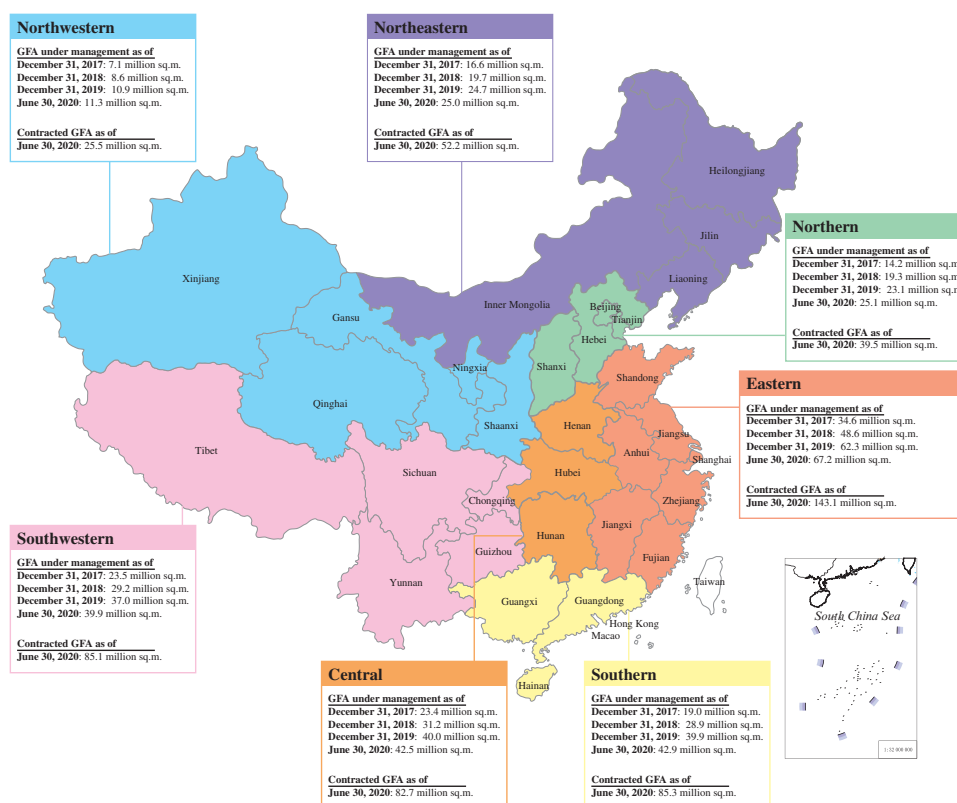 Northwestern
GFA under management as of
December 31, 2017: 7.1 million sq.m.
December 31, 2018: 8.6 million sq.m.
December 31, 2019: 10.9 million sq.m.
June 30, 2020: 11.3 million sq.m.
Contracted GFA as of
June 30, 2020: 25.5 million sq.m.
Northeastern
GFA under management as of
December 31, 2017: 16.6 million sq.m.
December 31, 2018: 19.7 million sq.m.
December 31, 2019: 24.7 million sq.m.
June 30, 2020: 25.0 million sq.m.
Contracted GFA as of
June 30, 2020: 52.2 million sq.m.
Northern
GFA under management as of
December 31, 2017: 14.2 million sq.m
December 31, 2018: 19.3 million sq.m
December 31, 2019: 23.1 million sq.m
June 30, 2020: 25.1 million sq.m.
Contracted GFA as of
June 30, 2020: 39.5 million sq.m.
Eastern
GFA under management as of
December 31, 2017: 34.6 million sq.m.
December 31, 2018: 48.6 million sq.m.
December 31, 2019: 62.3 million sq.m.
June 30, 2020: 67.2 million sq.m.
Contracted GFA as of
June 30, 2020: 143.1 million sq.m.
Heilongjiang
Jilin
Liaoning
Inner Mongolia
Xinjiang
Gansu
Ningxia
Qinghai
Shaanxi
Beijing
Tianjin
Hebei
Shanxi
Shandong
Henan
Jiangsu
Anhui
Shanghai
Hubei
Zhejiang
Tibet
Sichuan
Chongqing
Hunan
Jiangxi
Guizhou
Fujian
Yunnan
Guangxi
Guangdong
Taiwan
Hong Kong
Macao
Hainan
Southwestern
GFA under management as of
December 31, 2017: 23.5 million sq.m.
December 31, 2018: 29.2 million sq.m.
December 31, 2019: 37.0 million sq.m.
June 30, 2020: 39.9 million sq.m.
Contracted GFA as of
June 30, 2020: 85.1 million sq.m.
Central
GFA under management as of
December 31, 2017: 23.4 million sq.m.
December 31, 2018: 31.2 million sq.m.
December 31, 2019: 40.0 million sq.m.
June 30, 2020: 42.5 million sq.m.
Contracted GFA as of
June 30, 2020: 82.7 million sq.m.
Southern
GFA under management as of
December 31, 2017: 19.0 million sq.m.
December 31, 2018: 28.9 million sq.m.
December 31, 2019: 39.9 million sq.m.
June 30, 2020: 42.9 million sq.m.
Contracted GFA as of
June 30, 2020: 85.3 million sq.m.
South China Sea
1:32 000 000